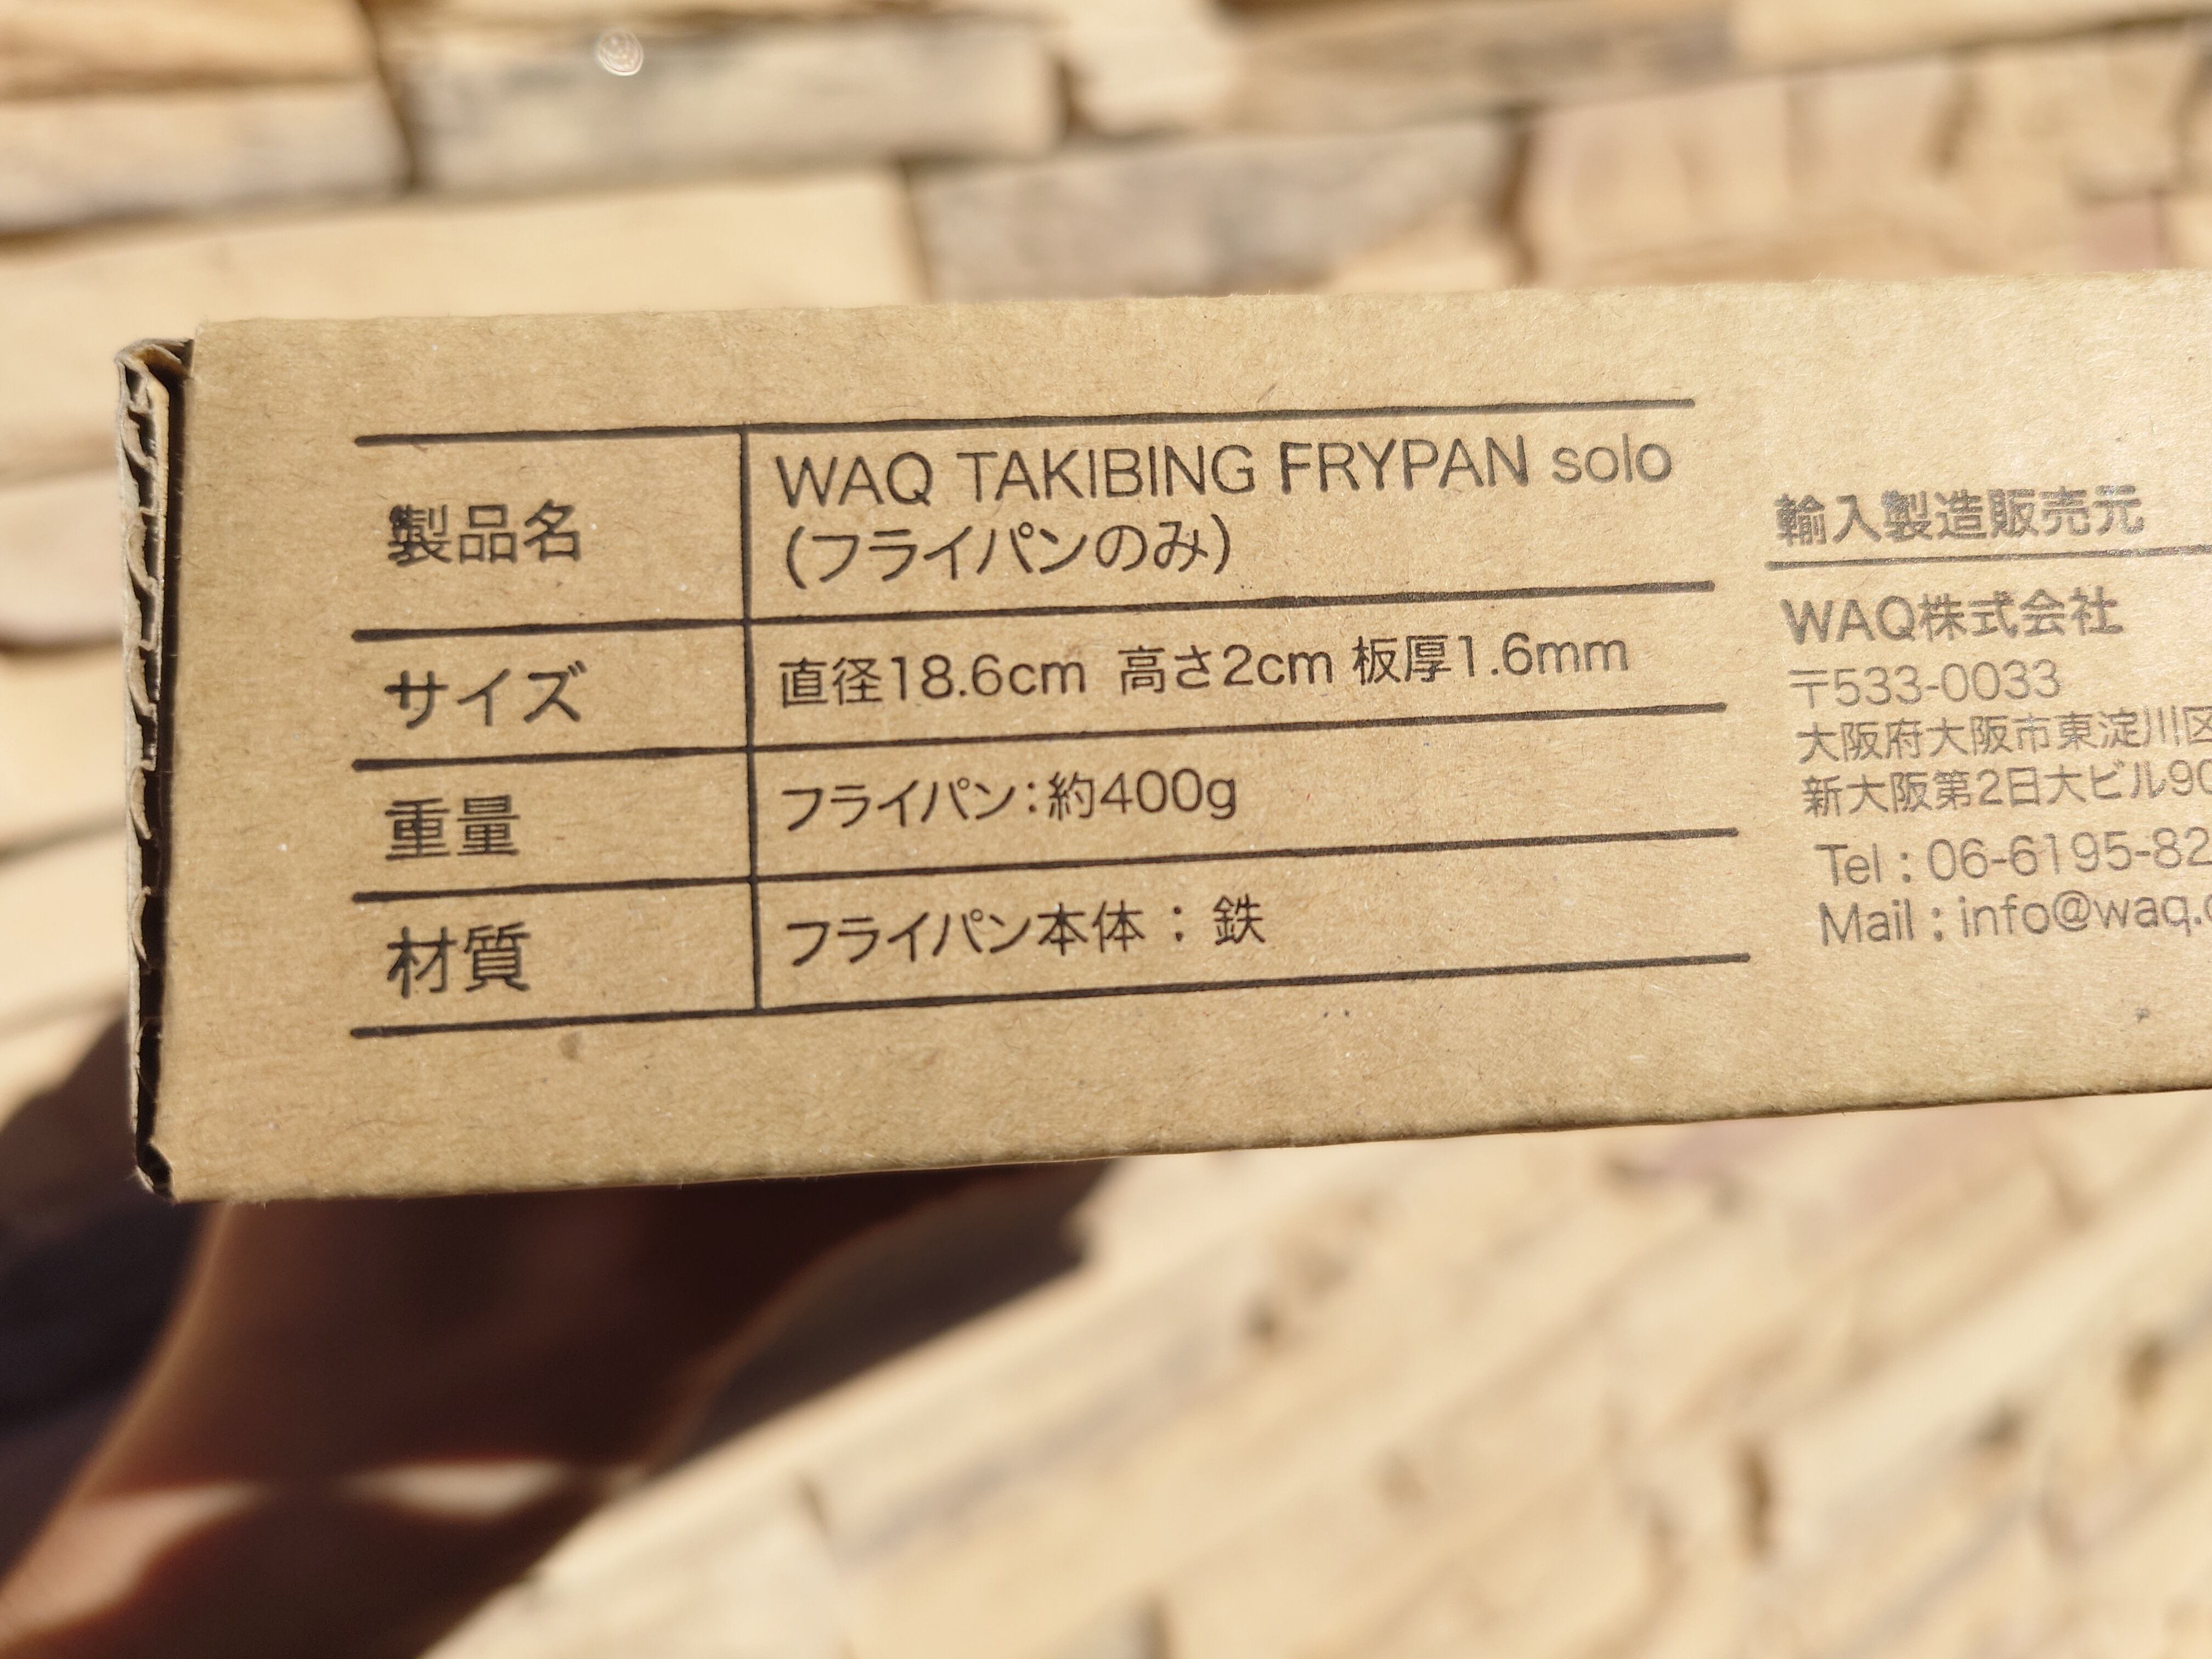 製品名
WAQ TAKIBING FRYPAN solo
(フライパンのみ)
サイズ
直径18.6cm 高さ2cm 板厚1.6mm
重量
フライパン:約400g
材質
フライパン本体:鉄
輸入製造販売元
WAQ株式会社
〒533-0033
大阪府大阪市東淀川区
新大阪第2日大ビル90
Tel : 06-6195-82
Mail : info@waq.